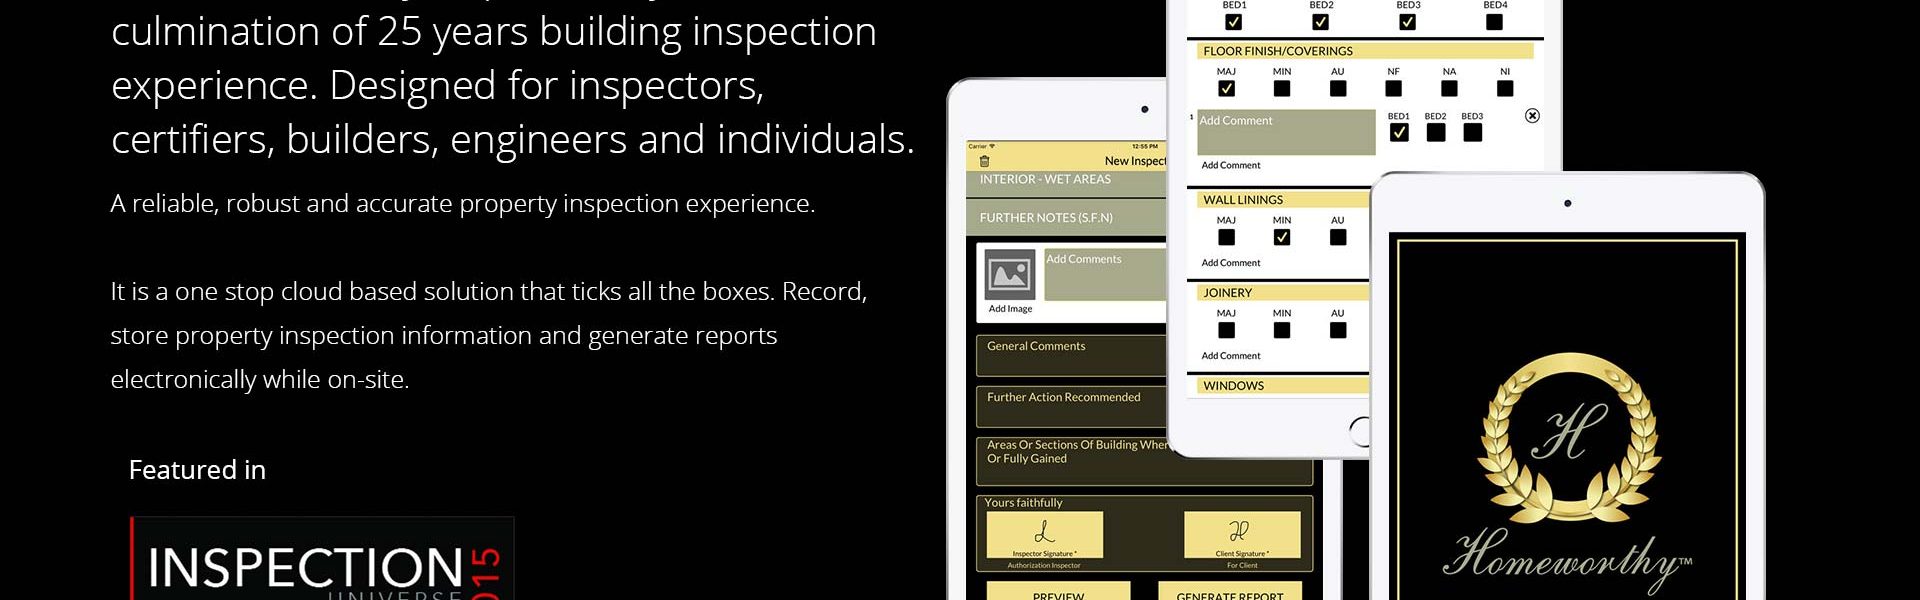 culmination of 25 years building inspection
experience. Designed for inspectors,
certifiers, builders, engineers and individuals.
A reliable, robust and accurate property inspection experience.
It is a one stop cloud based solution that ticks all the boxes. Record,
store property inspection information and generate reports
electronically while on-site.
Featured in
INSPECTION
UNIVERSE
2015
Carrier 12:55 PM
New Inspect
INTERIOR - WET AREAS
FURTHER NOTES (S.F.N)
Add Comments
Add Image
General Comments
Further Action Recommended
Areas Or Sections Of Building Wher
Or Fully Gained
Yours faithfully
Inspector Signature * Client Signature *
Authorization Inspector For Client
PREVIEW GENERATE REPORT
BED1 BED2 BED3 BED4
FLOOR FINISH/COVERINGS
MAJ MIN AU NF NA NI
1 Add Comment BED1 BED2 BED3
Add Comment
WALL LININGS
MAJ MIN AU
Add Comment
JOINERY
MAJ MIN AU
Add Comment
WINDOWS
H
Homeworthy™